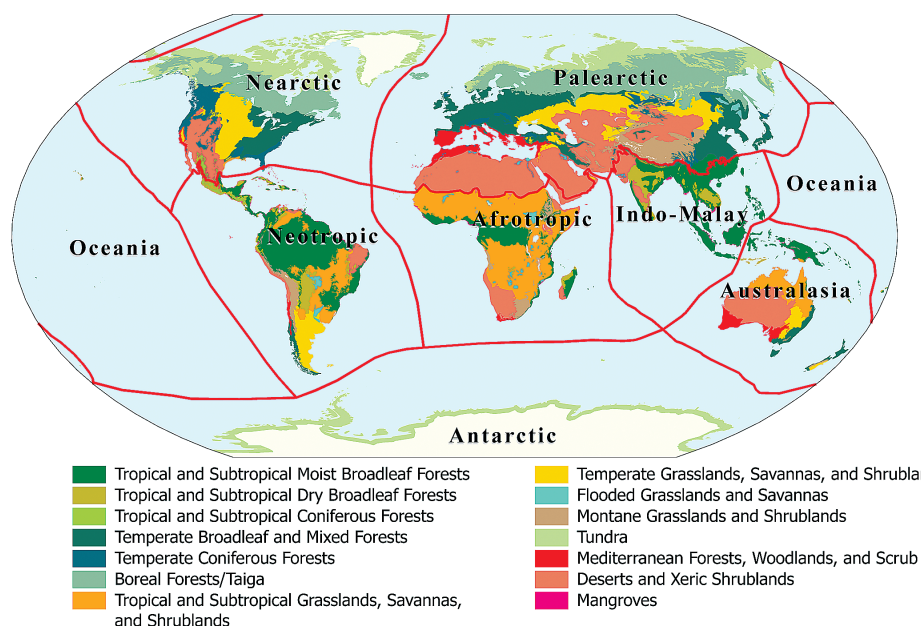 Nearctic
Palearctic
Oceania
Neotropic
Afrotropic
Indo-Malay
Oceania
Australasia
Antarctic
Tropical and Subtropical Moist Broadleaf Forests
Tropical and Subtropical Dry Broadleaf Forests
Tropical and Subtropical Coniferous Forests
Temperate Broadleaf and Mixed Forests
Temperate Coniferous Forests
Boreal Forests/Taiga
Tropical and Subtropical Grasslands, Savannas,
and Shrublands
Temperate Grasslands, Savannas, and Shrubla
Flooded Grasslands and Savannas
Montane Grasslands and Shrublands
Tundra
Mediterranean Forests, Woodlands, and Scrub
Deserts and Xeric Shrublands
Mangroves